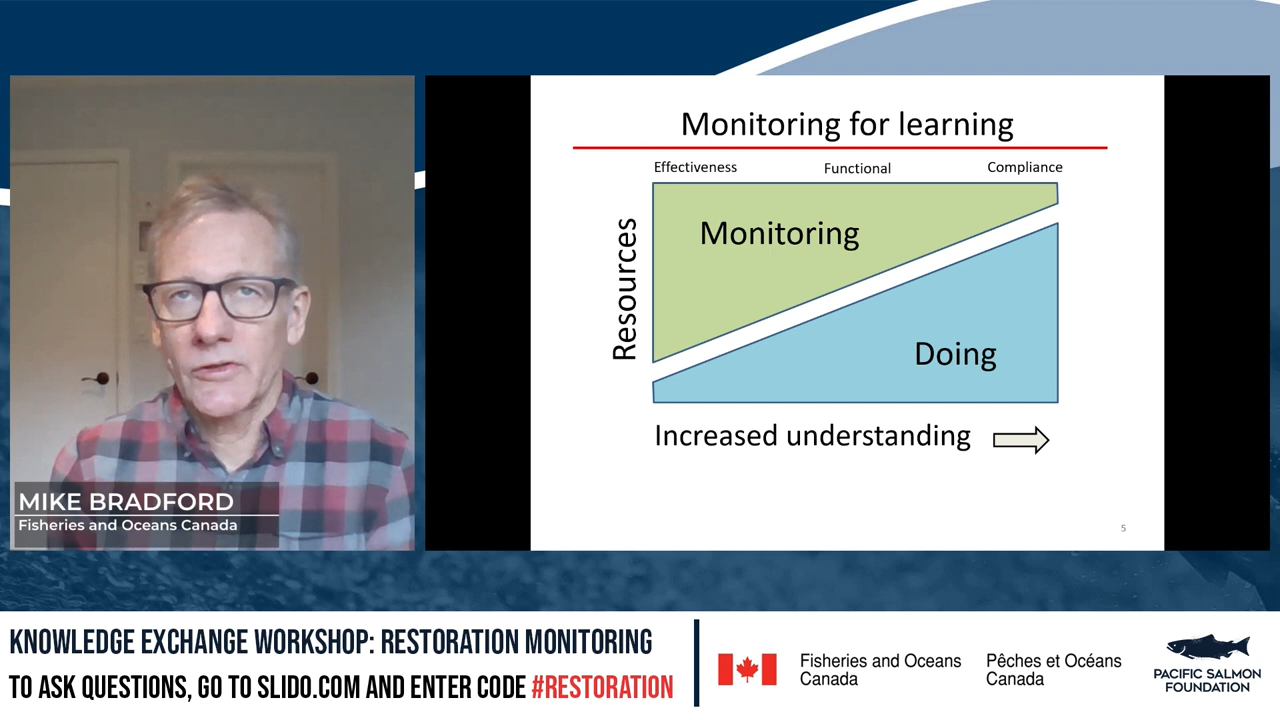 Monitoring for learning
Effectiveness
Functional
Compliance
Resources
Monitoring
Doing
Increased understanding
5
MIKE BRADFORD
Fisheries and Oceans Canada
KNOWLEDGE EXCHANGE WORKSHOP: RESTORATION MONITORING
TO ASK QUESTIONS, GO TO SLIDO.COM AND ENTER CODE #RESTORATION
Fisheries and Oceans
Canada
Pêches et Océans
Canada
PACIFIC SALMON
FOUNDATION